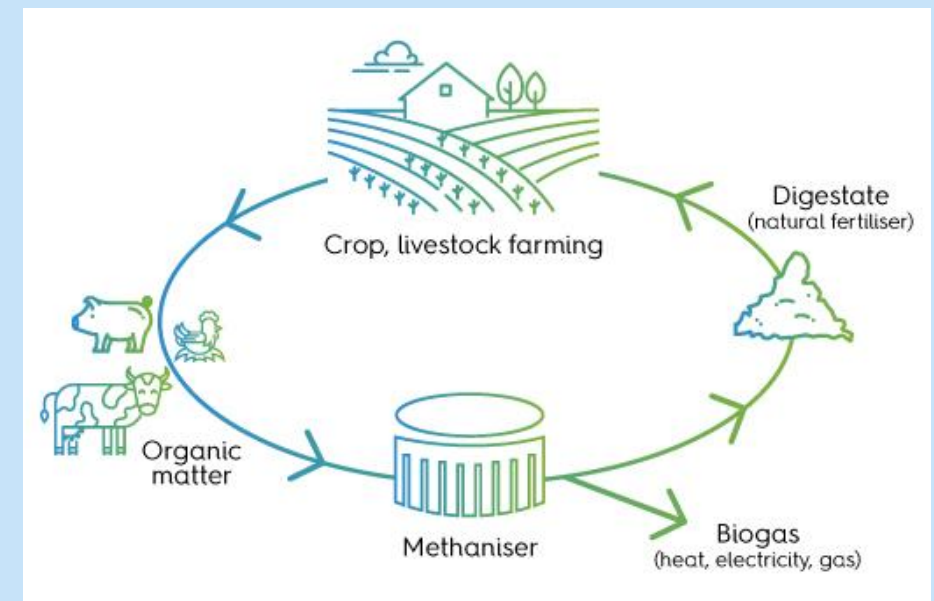 Crop, livestock farming
Digestate
(natural fertiliser)
Organic
matter
Methaniser
Biogas
(heat, electricity, gas)